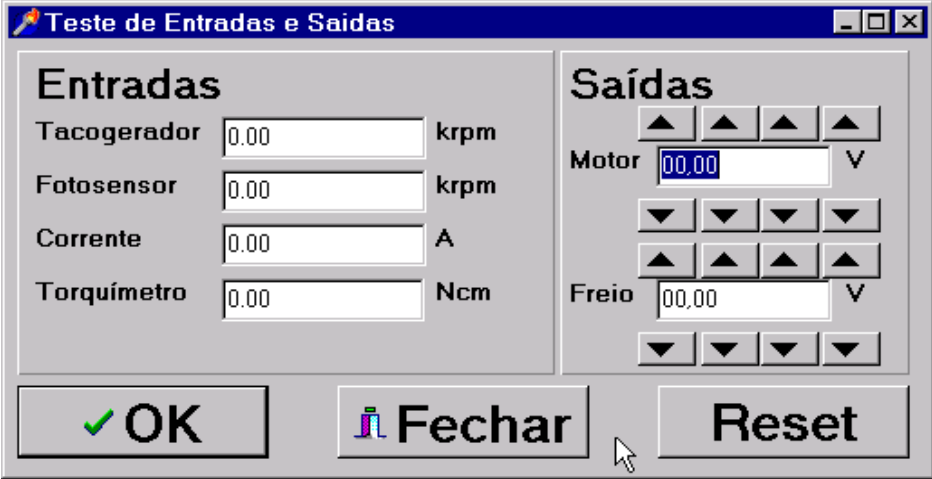 Teste de Entradas e Saidas
Entradas
Tacogerador 0.00 krpm
Fotosensor 0.00 krpm
Corrente 0.00 A
Torquímetro 0.00 Ncm
Saídas
Motor 00,00 V
Freio 00,00 V
OK Fechar Reset